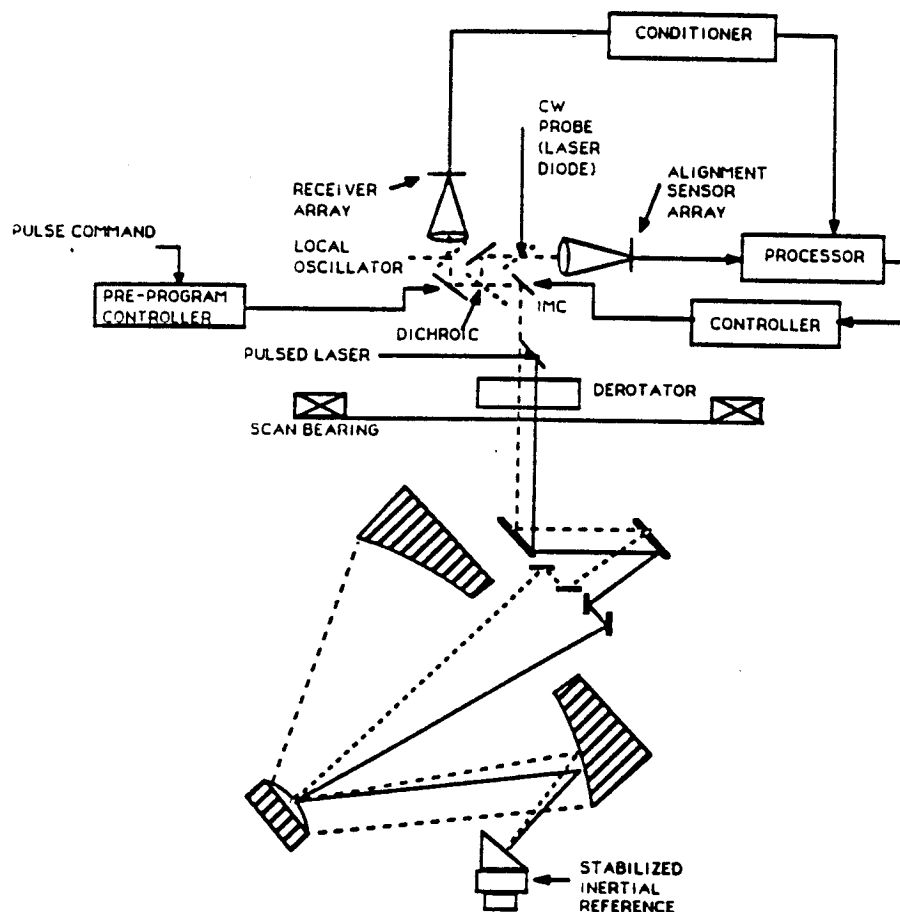 CONDITIONER
CW
PROBE
(LASER
DIODE)
RECEIVER
ARRAY
ALIGNMENT
SENSOR
ARRAY
PULSE COMMAND
LOCAL
OSCILLATOR
PROCESSOR
PRE-PROGRAM
CONTROLLER
IMC
CONTROLLER
DICHROIC
PULSED LASER
DEROTATOR
SCAN BEARING
STABILIZED
INERTIAL
REFERENCE